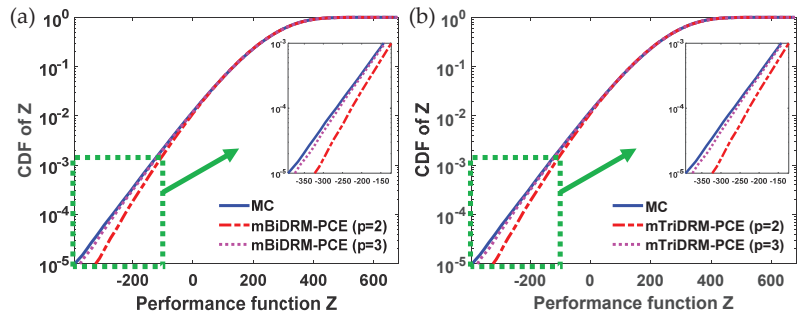 (a)
CDF of Z
10^0
10^-1
10^-2
10^-3
10^-4
10^-5
-200 0 200 400 600
Performance function Z
10^-3
10^-4
10^-5
-350 -300 -250 -200 -150
MC
mBiDRM-PCE (p=2)
mBiDRM-PCE (p=3)
(b)
CDF of Z
10^0
10^-1
10^-2
10^-3
10^-4
10^-5
-200 0 200 400 600
Performance function Z
10^-3
10^-4
10^-5
-350 -300 -250 -200 -150
MC
mTriDRM-PCE (p=2)
mTriDRM-PCE (p=3)